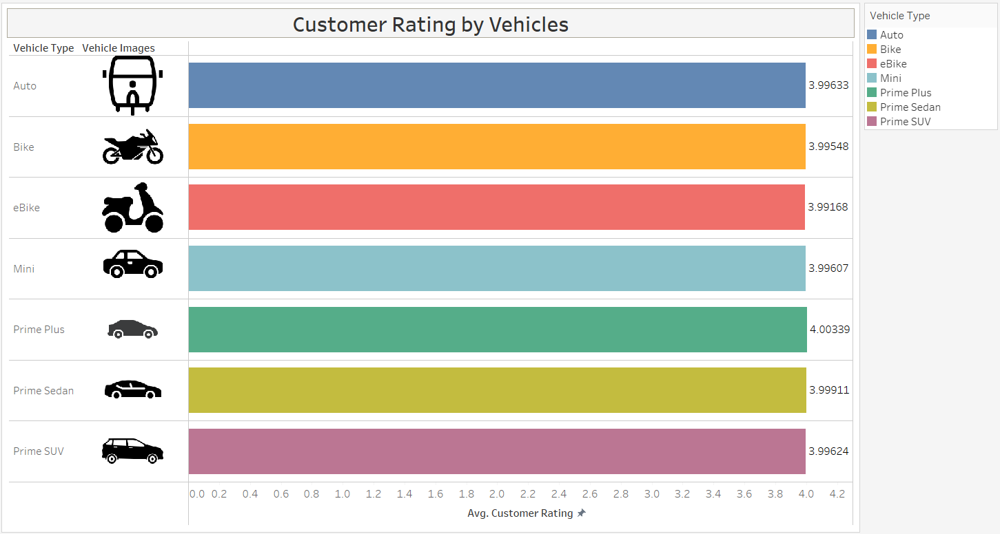 Customer Rating by Vehicles
Vehicle Type Vehicle Images
Auto 3.99633
Bike 3.99548
eBike 3.99168
Mini 3.99607
Prime Plus 4.00339
Prime Sedan 3.99911
Prime SUV 3.99624
0.0 0.2 0.4 0.6 0.8 1.0 1.2 1.4 1.6 1.8 2.0 2.2 2.4 2.6 2.8 3.0 3.2 3.4 3.6 3.8 4.0 4.2
Avg. Customer Rating
Vehicle Type
Auto
Bike
eBike
Mini
Prime Plus
Prime Sedan
Prime SUV